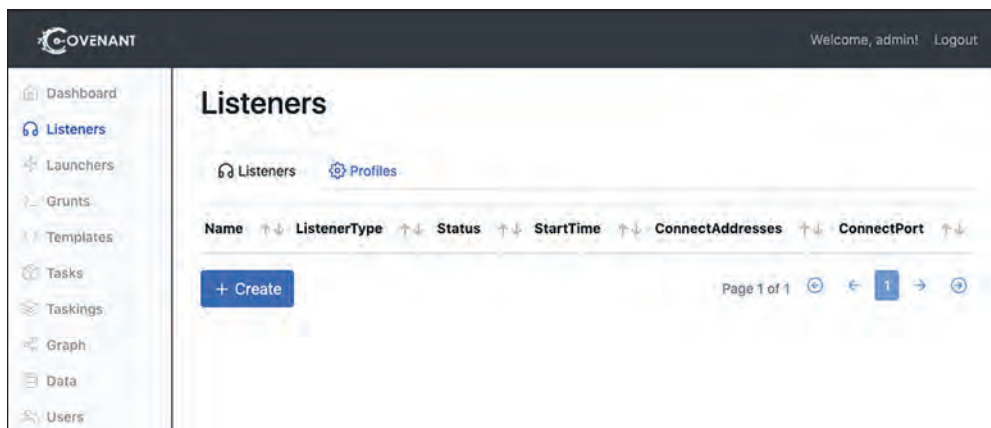 COVENANT
Welcome, admin! Logout
Dashboard
Listeners
Launchers
Grunts
Templates
Tasks
Taskings
Graph
Data
Users
Listeners
Listeners Profiles
Name ListenerType Status StartTime ConnectAddresses ConnectPort
+ Create
Page 1 of 1 1